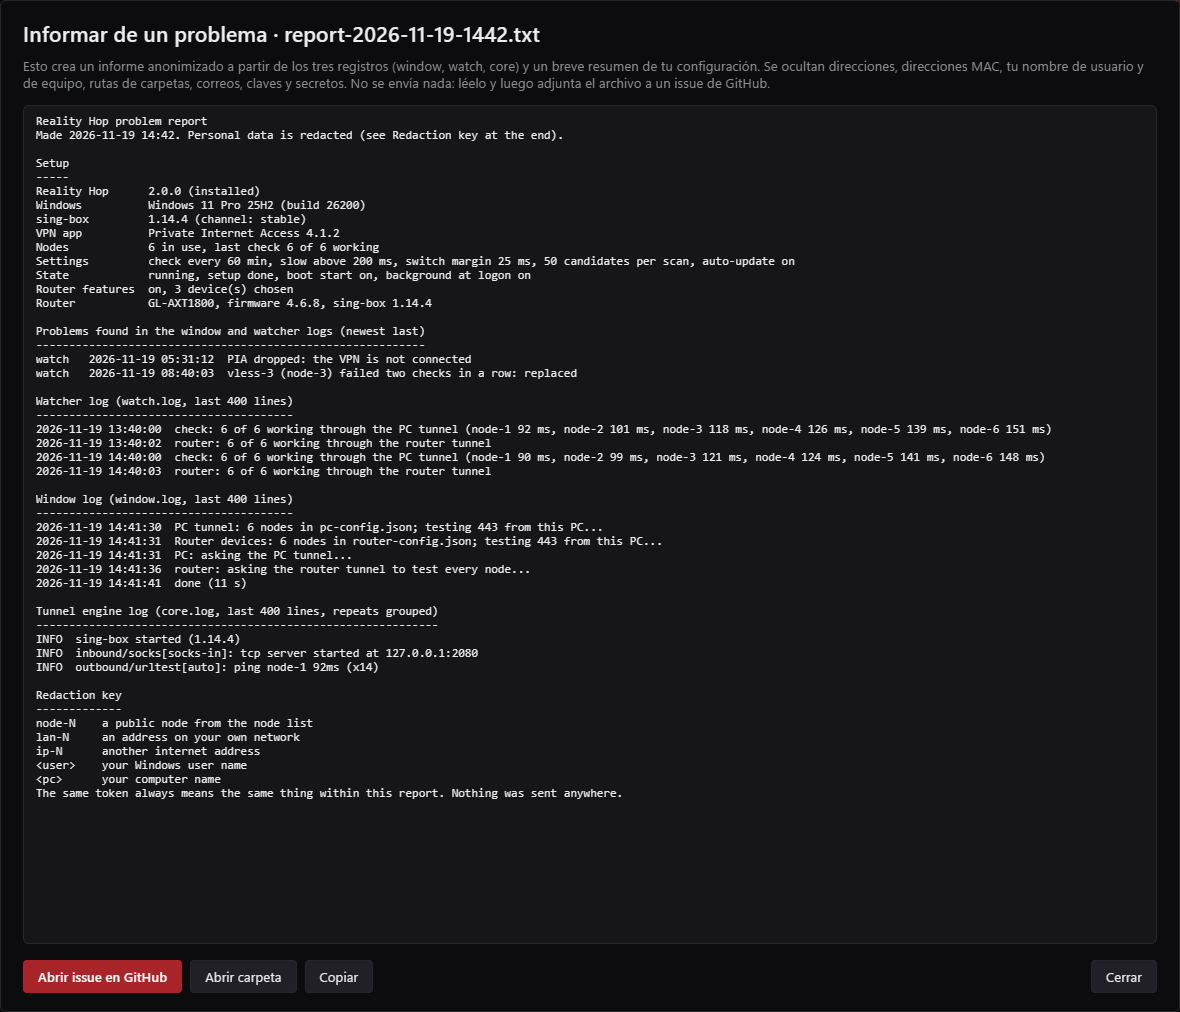 Informar de un problema · report-2026-11-19-1442.txt
Esto crea un informe anonimizado a partir de los tres registros (window, watch, core) y un breve resumen de tu configuración. Se ocultan direcciones, direcciones MAC, tu nombre de usuario y
de equipo, rutas de carpetas, correos, claves y secretos. No se envía nada: léelo y luego adjunta el archivo a un issue de GitHub.
Reality Hop problem report
Made 2026-11-19 14:42. Personal data is redacted (see Redaction key at the end).
Setup
-----
Reality Hop      2.0.0 (installed)
Windows          Windows 11 Pro 25H2 (build 26200)
sing-box         1.14.4 (channel: stable)
VPN app          Private Internet Access 4.1.2
Nodes            6 in use, last check 6 of 6 working
Settings         check every 60 min, slow above 200 ms, switch margin 25 ms, 50 candidates per scan, auto-update on
State            running, setup done, boot start on, background at logon on
Router features  on, 3 device(s) chosen
Router           GL-AXT1800, firmware 4.6.8, sing-box 1.14.4
Problems found in the window and watcher logs (newest last)
-----------------------------------------------------------
watch   2026-11-19 05:31:12  PIA dropped: the VPN is not connected
watch   2026-11-19 08:40:03  vless-3 (node-3) failed two checks in a row: replaced
Watcher log (watch.log, last 400 lines)
---------------------------------------
2026-11-19 13:40:00  check: 6 of 6 working through the PC tunnel (node-1 92 ms, node-2 101 ms, node-3 118 ms, node-4 126 ms, node-5 139 ms, node-6 151 ms)
2026-11-19 13:40:02  router: 6 of 6 working through the router tunnel
2026-11-19 14:40:00  check: 6 of 6 working through the PC tunnel (node-1 90 ms, node-2 99 ms, node-3 121 ms, node-4 124 ms, node-5 141 ms, node-6 148 ms)
2026-11-19 14:40:03  router: 6 of 6 working through the router tunnel
Window log (window.log, last 400 lines)
---------------------------------------
2026-11-19 14:41:30  PC tunnel: 6 nodes in pc-config.json; testing 443 from this PC...
2026-11-19 14:41:31  Router devices: 6 nodes in router-config.json; testing 443 from this PC...
2026-11-19 14:41:31  PC: asking the PC tunnel...
2026-11-19 14:41:36  router: asking the router tunnel to test every node...
2026-11-19 14:41:41  done (11 s)
Tunnel engine log (core.log, last 400 lines, repeats grouped)
-------------------------------------------------------------
INFO  sing-box started (1.14.4)
INFO  inbound/socks[socks-in]: tcp server started at 127.0.0.1:2080
INFO  outbound/urltest[auto]: ping node-1 92ms (x14)
Redaction key
-------------
node-N    a public node from the node list
lan-N     an address on your own network
ip-N      another internet address
<user>    your Windows user name
<pc>      your computer name
The same token always means the same thing within this report. Nothing was sent anywhere.
Abrir issue en GitHub
Abrir carpeta
Copiar
Cerrar